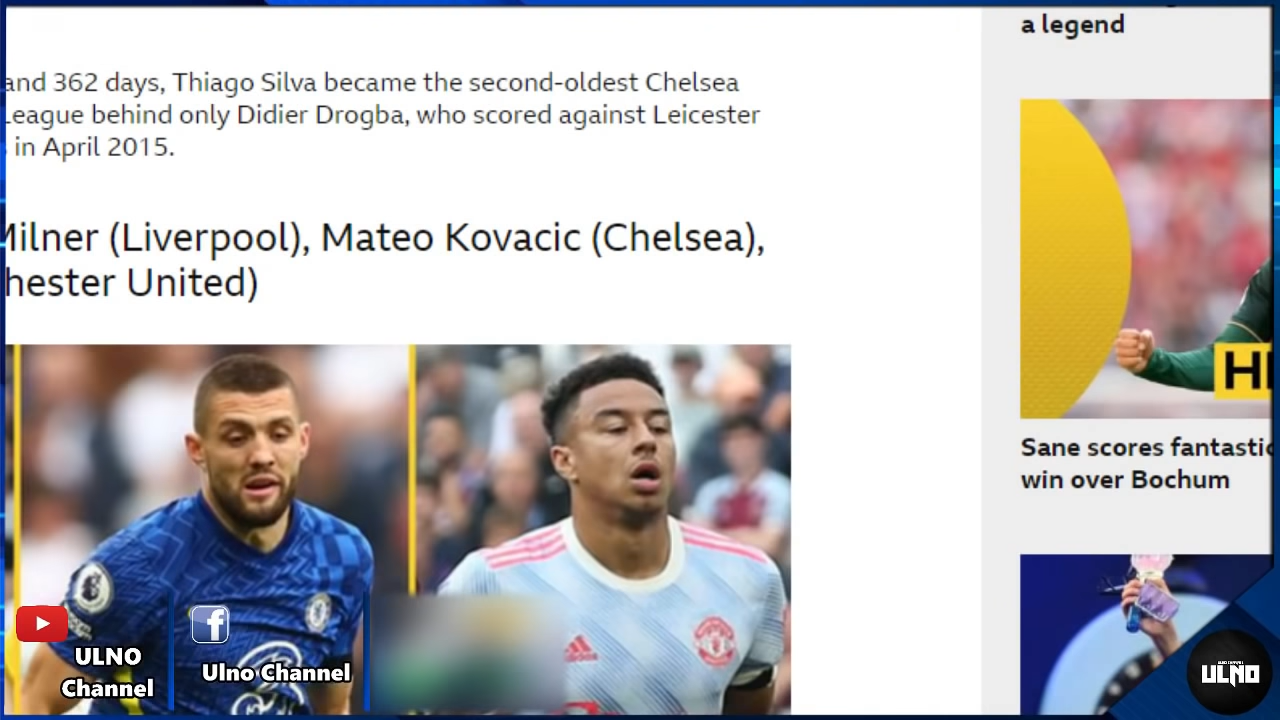 and 362 days, Thiago Silva became the second-oldest Chelsea
League behind only Didier Drogba, who scored against Leicester
in April 2015.
Milner (Liverpool), Mateo Kovacic (Chelsea),
hester United)
a legend
Sane scores fantastic
win over Bochum
ULNO
Channel
f
Ulno Channel
ULNO